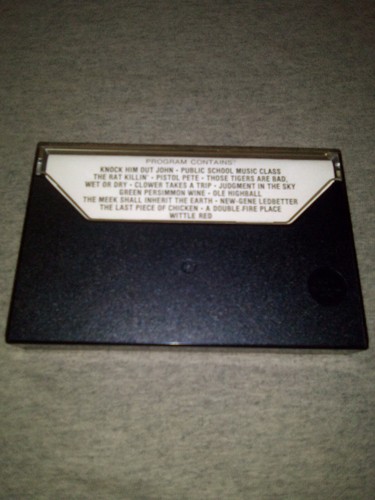 PROGRAM CONTAINS:
KNOCK HIM OUT JOHN - PUBLIC SCHOOL MUSIC CLASS
THE RAT KILLIN' - PISTOL PETE - THOSE TIGERS ARE BAD,
WET OR DRY - CLOWER TAKES A TRIP - JUDGMENT IN THE SKY
GREEN PERSIMMON WINE - OLE HIGHBALL
THE MEEK SHALL INHERIT THE EARTH - NEW-GENE LEDBETTER
THE LAST PIECE OF CHICKEN - A DOUBLE-FIRE PLACE
WITTLE RED